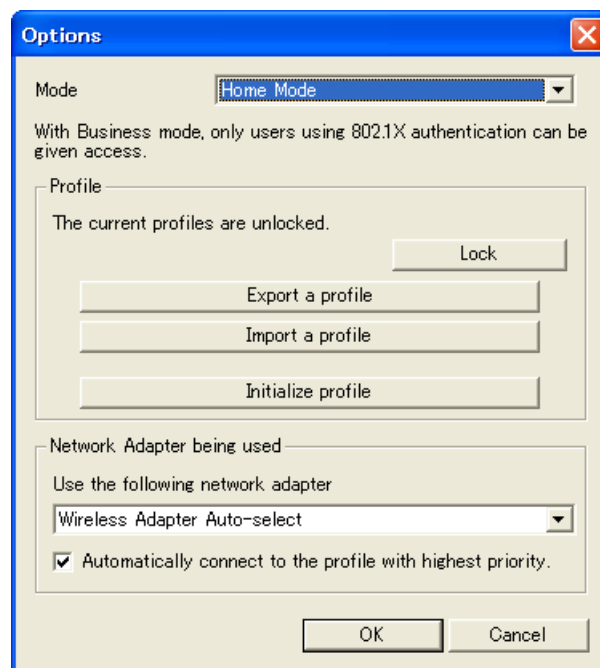 Options
Mode
Home Mode
With Business mode, only users using 802.1X authentication can be
given access.
Profile
The current profiles are unlocked.
Lock
Export a profile
Import a profile
Initialize profile
Network Adapter being used
Use the following network adapter
Wireless Adapter Auto-select
Automatically connect to the profile with highest priority.
OK
Cancel